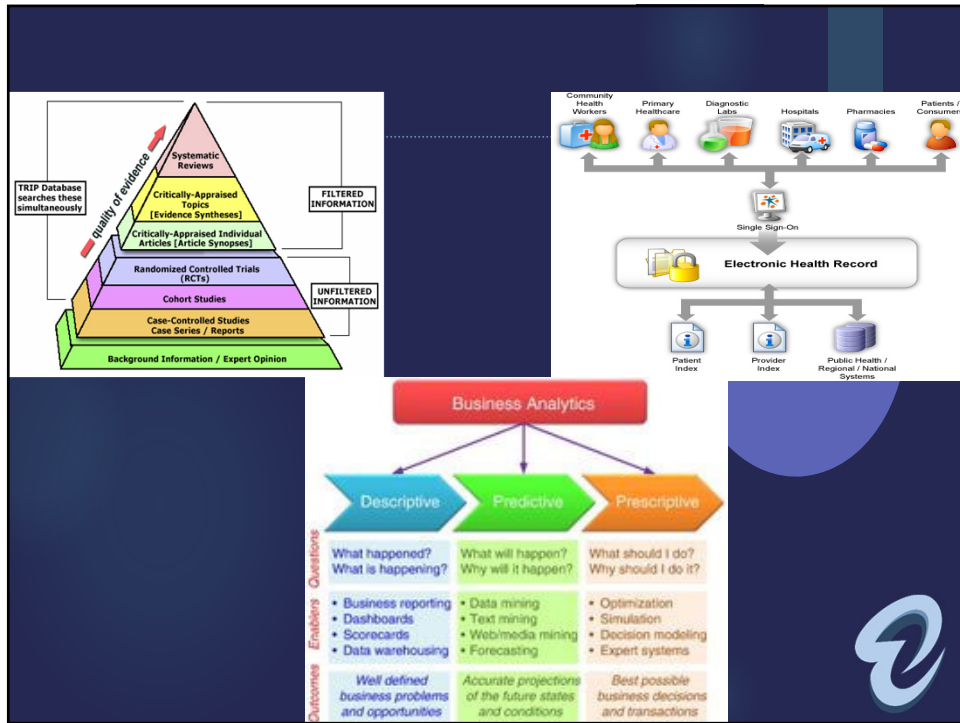 TRIP Database
searches these
simultaneously
quality of evidence
Systematic
Reviews
Critically-Appraised
Topics
[Evidence Syntheses]
Critically-Appraised Individual
Articles [Article Synopses]
Randomized Controlled Trials
(RCTs)
Cohort Studies
Case-Controlled Studies
Case Series / Reports
Background Information / Expert Opinion
FILTERED
INFORMATION
UNFILTERED
INFORMATION
Community
Health
Workers
Primary
Healthcare
Diagnostic
Labs
Hospitals
Pharmacies
Patients /
Consumers
Single Sign-On
Electronic Health Record
Patient
Index
Provider
Index
Public Health /
Regional / National
Systems
Business Analytics
Descriptive
Predictive
Prescriptive
Questions
What happened?
What is happening?
What will happen?
Why will it happen?
What should I do?
Why should I do it?
Enablers
• Business reporting
• Dashboards
• Scorecards
• Data warehousing
• Data mining
• Text mining
• Web/media mining
• Forecasting
• Optimization
• Simulation
• Decision modeling
• Expert systems
Outcomes
Well defined
business problems
and opportunities
Accurate projections
of the future states
and conditions
Best possible
business decisions
and transactions